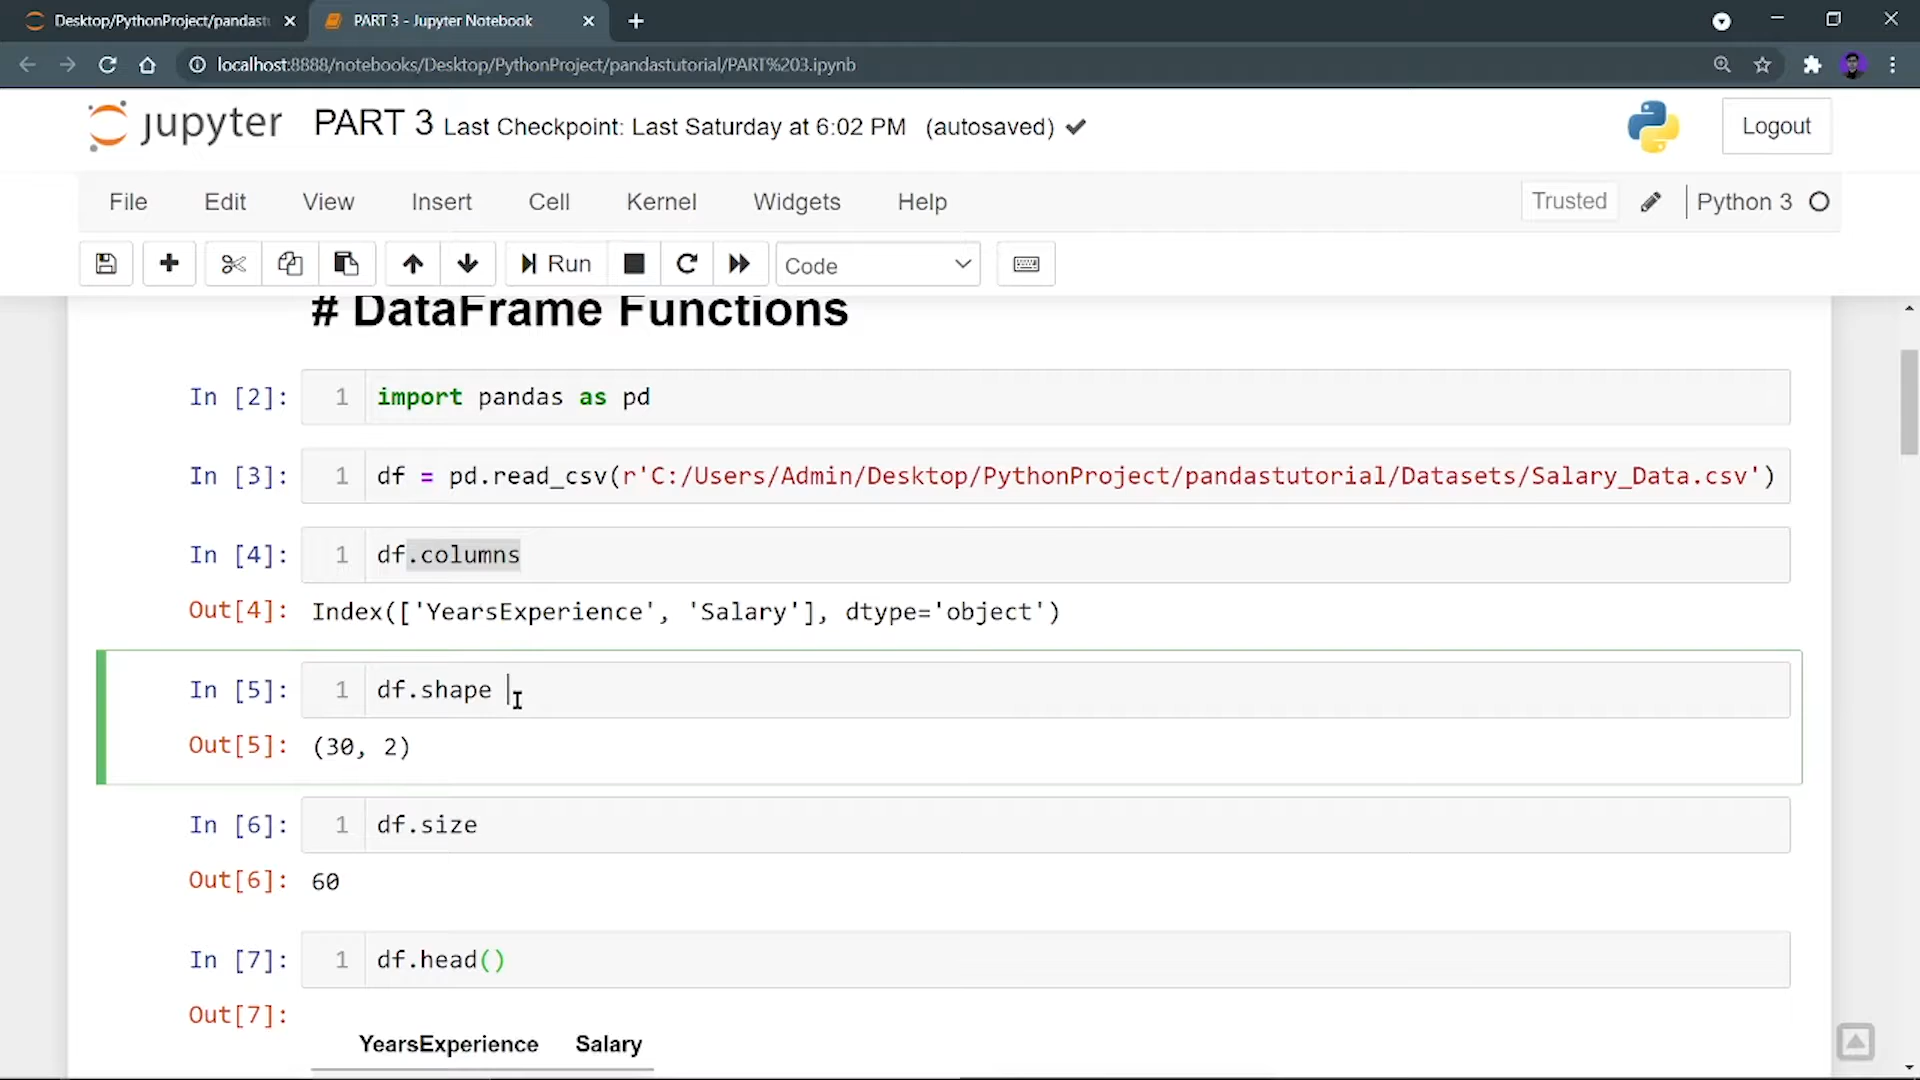 Desktop/PythonProject/pandast
PART 3 - Jupyter Notebook
localhost:8888/notebooks/Desktop/PythonProject/pandastutorial/PART%203.ipynb
jupyter PART 3 Last Checkpoint: Last Saturday at 6:02 PM (autosaved)
Logout
File Edit View Insert Cell Kernel Widgets Help
Trusted
Python 3
Run
Code
# DataFrame Functions
In [2]: 1 import pandas as pd
In [3]: 1 df = pd.read_csv(r'C:/Users/Admin/Desktop/PythonProject/pandastutorial/Datasets/Salary_Data.csv')
In [4]: 1 df.columns
Out[4]: Index(['YearsExperience', 'Salary'], dtype='object')
In [5]: 1 df.shape
Out[5]: (30, 2)
In [6]: 1 df.size
Out[6]: 60
In [7]: 1 df.head()
Out[7]:
YearsExperience Salary